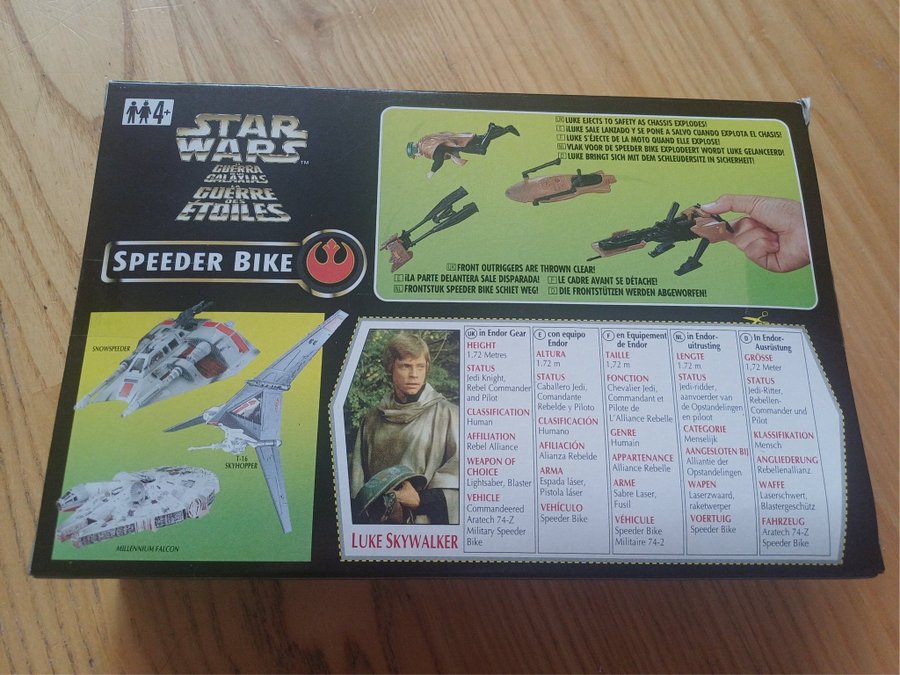 4+
STAR
WARS
TM
LA
GUERRA
DE LAS
GALAXIAS
LA
GUERRE
DES
ÉTOILES
SPEEDER BIKE
UK LUKE EJECTS TO SAFETY AS CHASSIS EXPLODES!
E ¡LUKE SALE LANZADO Y SE PONE A SALVO CUANDO EXPLOTA EL CHASIS!
F LUKE S'ÉJECTE DE LA MOTO QUAND ELLE EXPLOSE!
NL VLAK VOOR DE SPEEDER BIKE EXPLODEERT WORDT LUKE GELANCEERD!
D LUKE BRINGT SICH MIT DEM SCHLEUDERSITZ IN SICHERHEIT!
UK FRONT OUTRIGGERS ARE THROWN CLEAR!
E ¡LA PARTE DELANTERA SALE DISPARADA! F LE CADRE AVANT SE DÉTACHE!
NL FRONTSTUK SPEEDER BIKE SCHIET WEG! D DIE FRONTSTÜTZEN WERDEN ABGEWORFEN!
SNOWSPEEDER
T-16
SKYHOPPER
MILLENNIUM FALCON
LUKE SKYWALKER
UK in Endor Gear
HEIGHT
1.72 Metres
STATUS
Jedi Knight,
Rebel Commander
and Pilot
CLASSIFICATION
Human
AFFILIATION
Rebel Alliance
WEAPON OF
CHOICE
Lightsaber, Blaster
VEHICLE
Commandeered
Aratech 74-Z
Military Speeder
Bike
E con equipo
Endor
ALTURA
1.72 m
STATUS
Caballero Jedi,
Comandante
Rebelde y Piloto
CLASIFICACIÓN
Humano
AFILIACIÓN
Alianza Rebelde
ARMA
Espada láser,
Pistola láser
VEHÍCULO
Speeder Bike
F en Equipement
de Endor
TAILLE
1,72 m
FONCTION
Chevalier Jedi,
Commandant et
Pilote de
L'Alliance Rebelle
GENRE
Humain
APPARTENANCE
Alliance Rebelle
ARME
Sabre Laser,
Fusil
VÉHICULE
Speeder Bike
Militaire 74-2
NL in Endor-
uitrusting
LENGTE
1.72 m
STATUS
Jedi-ridder,
aanvoerder van
de Opstandelingen
en piloot
CATEGORIE
Menselijk
AANGESLOTEN BIJ
Alliantie der
Opstandelingen
WAPEN
Laserzwaard,
raketwerper
VOERTUIG
Speeder Bike
D In Endor-
Ausrüstung
GRÖSSE
1,72 Meter
STATUS
Jedi-Ritter,
Rebellen-
Commander und
Pilot
KLASSIFIKATION
Mensch
ANGLIEDERUNG
Rebellenallianz
WAFFE
Laserschwert,
Blastergeschütz
FAHRZEUG
Aratech 74-Z
Speeder Bike